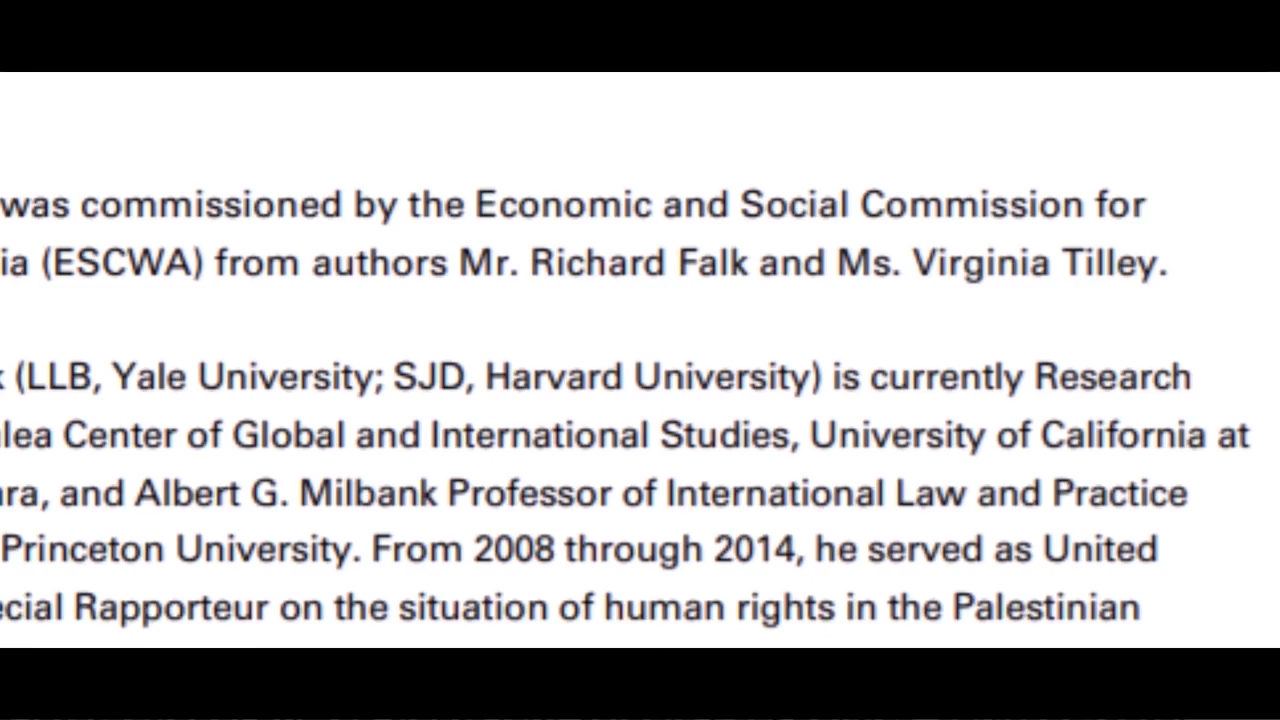 was commissioned by the Economic and Social Commission for
ia (ESCWA) from authors Mr. Richard Falk and Ms. Virginia Tilley.
(LLB, Yale University; SJD, Harvard University) is currently Research
lea Center of Global and International Studies, University of California at
ra, and Albert G. Milbank Professor of International Law and Practice
Princeton University. From 2008 through 2014, he served as United
ecial Rapporteur on the situation of human rights in the Palestinian